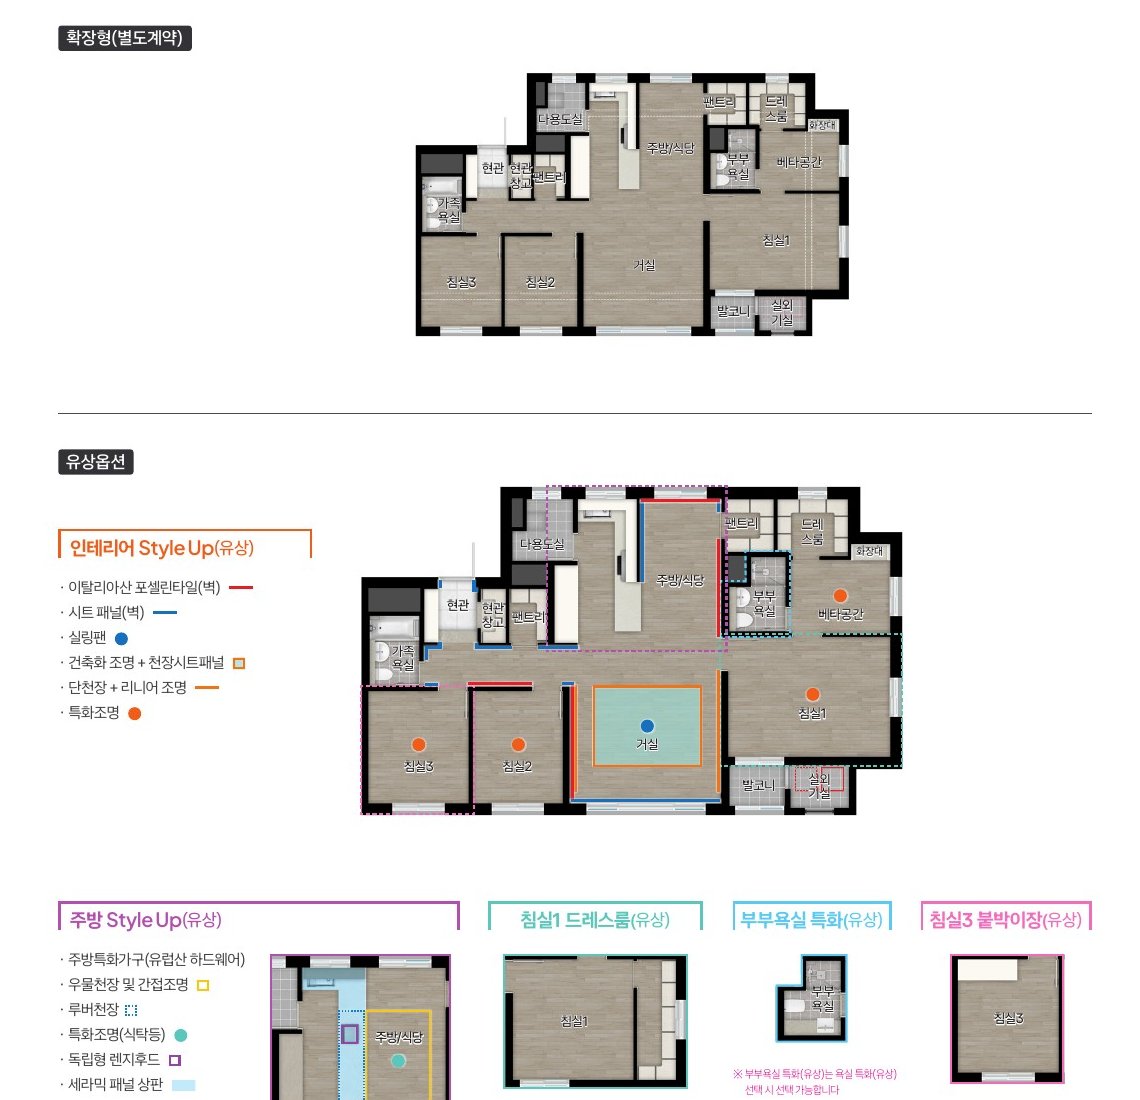 확장형(별도계약)
다용도실
팬트리
드레
스룸
화장대
주방/식당
현관
현관
창고
팬트리
부부
욕실
베타공간
가족
욕실
침실1
거실
침실3
침실2
발코니
실외
기실
유상옵션
인테리어 Style Up(유상)
· 이탈리아산 포셀린타일(벽)
· 시트 패널(벽)
· 실링팬
· 건축화 조명 + 천장시트패널
· 단천장 + 리니어 조명
· 특화조명
다용도실
팬트리
드레
스룸
화장대
주방/식당
현관
현관
창고
팬트리
부부
욕실
베타공간
가족
욕실
침실1
거실
침실3
침실2
발코니
실외
기실
주방 Style Up(유상)
· 주방특화가구(유럽산 하드웨어)
· 우물천장 및 간접조명
· 루버천장
· 특화조명(식탁등)
· 독립형 렌지후드
· 세라믹 패널 상판
주방/식당
침실1 드레스룸(유상)
침실1
부부욕실 특화(유상)
부부
욕실
※ 부부욕실 특화(유상)는 욕실 특화(유상)
선택 시 선택 가능합니다
침실3 붙박이장(유상)
침실3